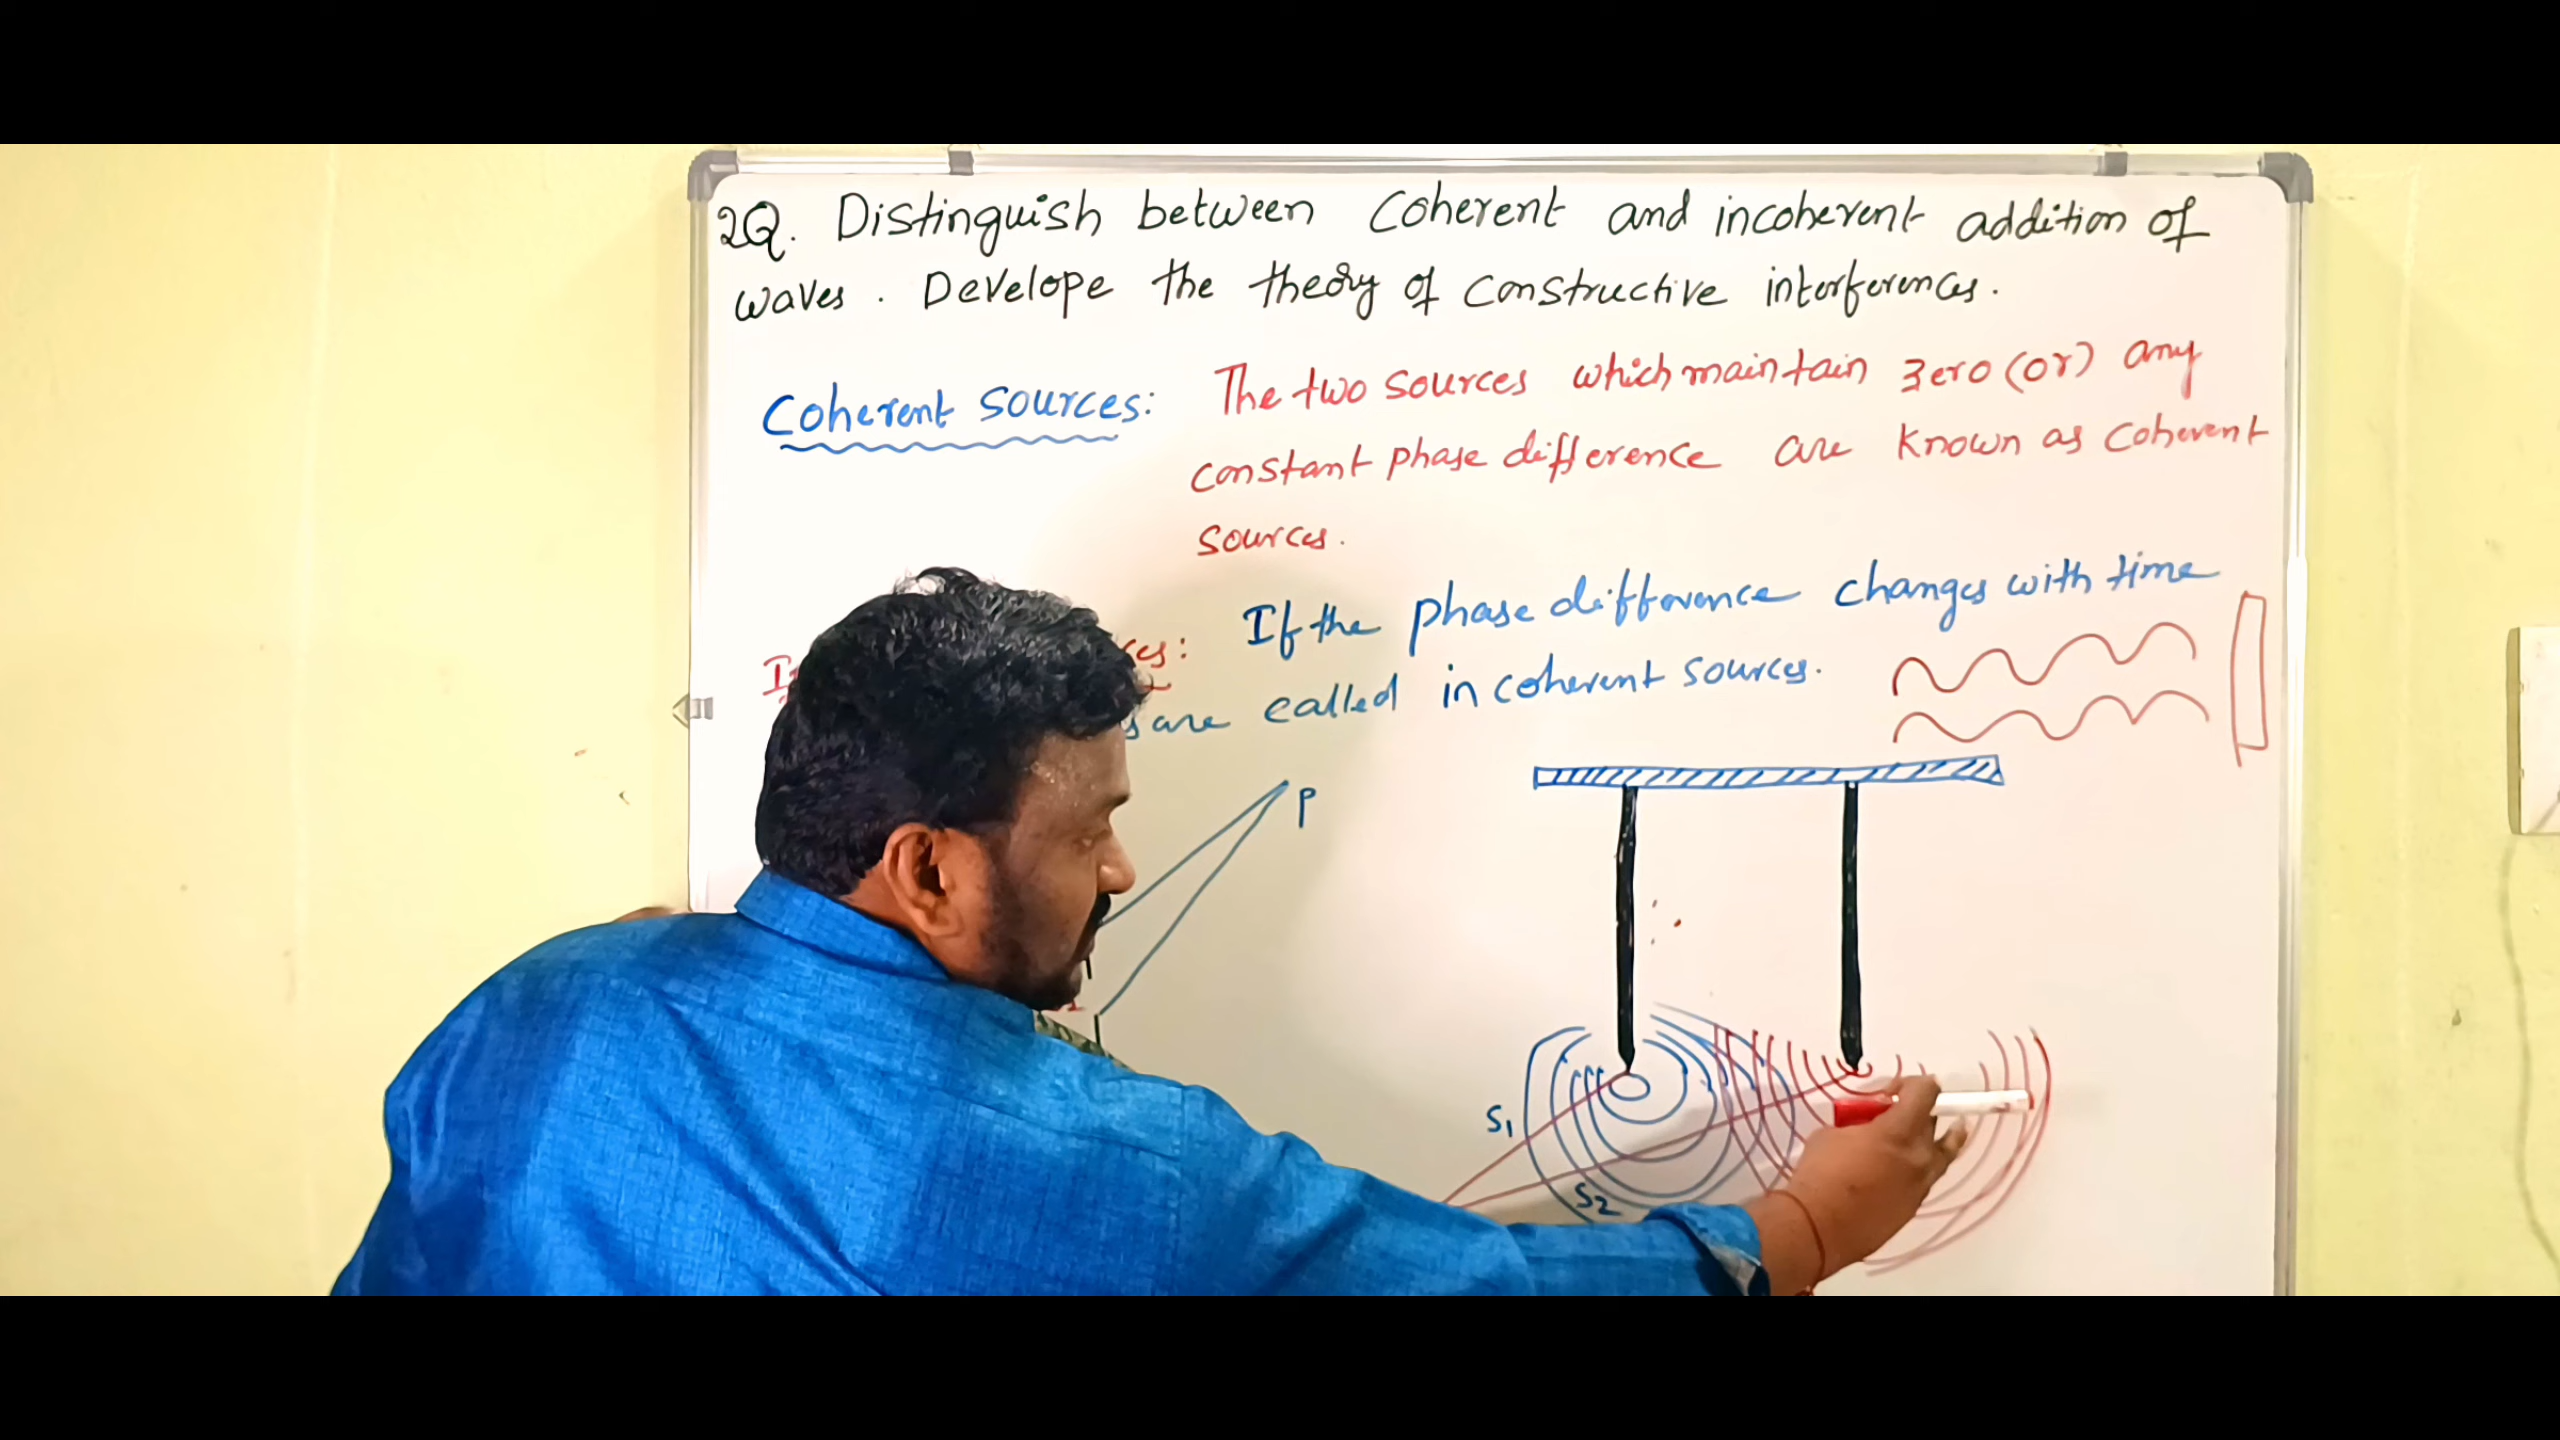 2Q. Distinguish between Coherent and incoherent addition of
waves. Develope the theory of constructive interferences.
Coherent sources: The two sources which maintain zero (or) any
constant phase difference are known as coherent
sources.
If the phase difference changes with time
are called in coherent sources.
P
S1
S2